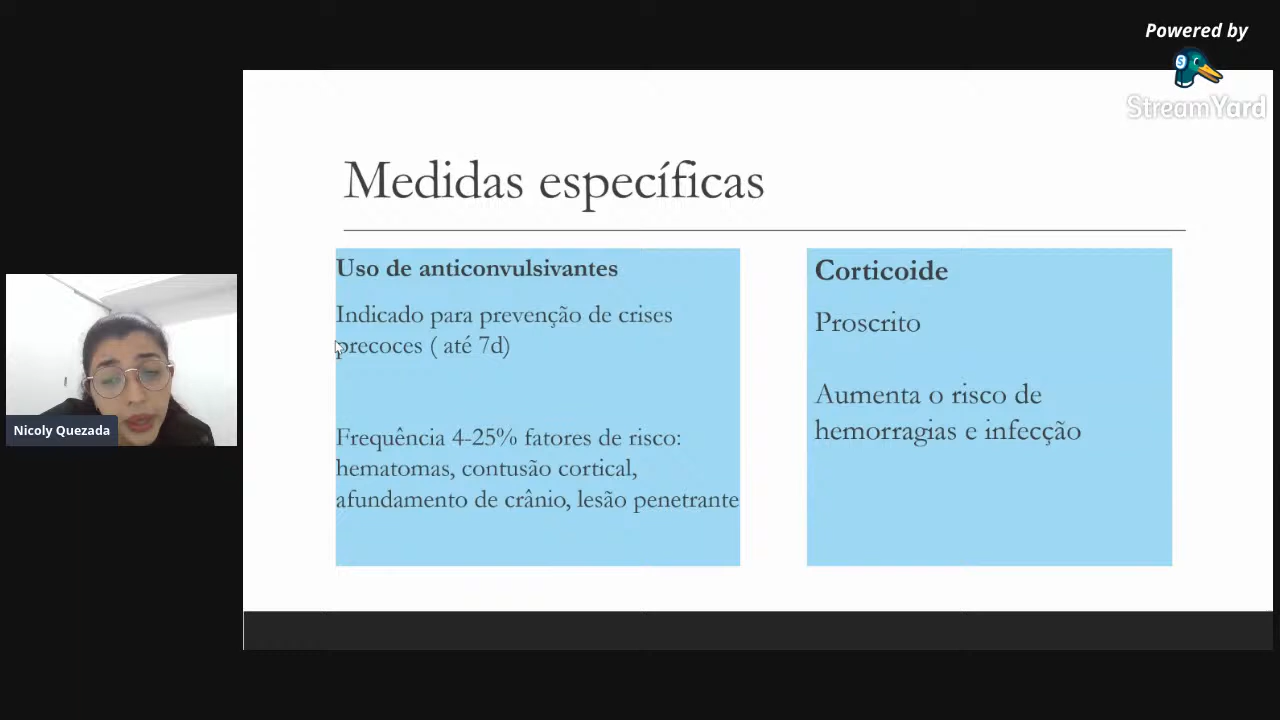 Powered by
StreamYard
Medidas específicas
Uso de anticonvulsivantes
Indicado para prevenção de crises
precoces ( até 7d)
Frequência 4-25% fatores de risco:
hematomas, contusão cortical,
afundamento de crânio, lesão penetrante
Corticoide
Proscrito
Aumenta o risco de
hemorragias e infecção
Nicoly Quezada